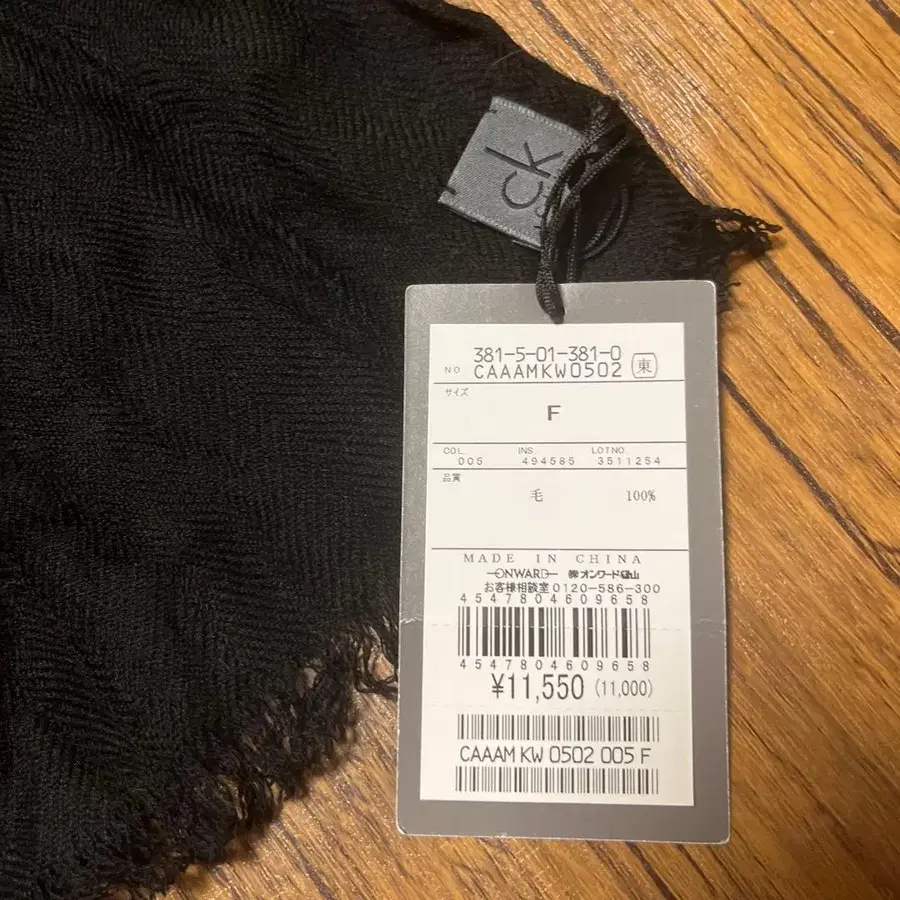 ck
381-5-01-381-0
NO CAAAMKW0502 東
サイズ
F
COL. INS LOT.NO.
005 494585 3511254
品質
毛 100%
MADE IN CHINA
ONWARD ㈱オンワード樫山
お客様相談室 0120-586-300
4547804609658
4547804609658
¥11,550 (11,000)
CAAAM KW 0502 005 F